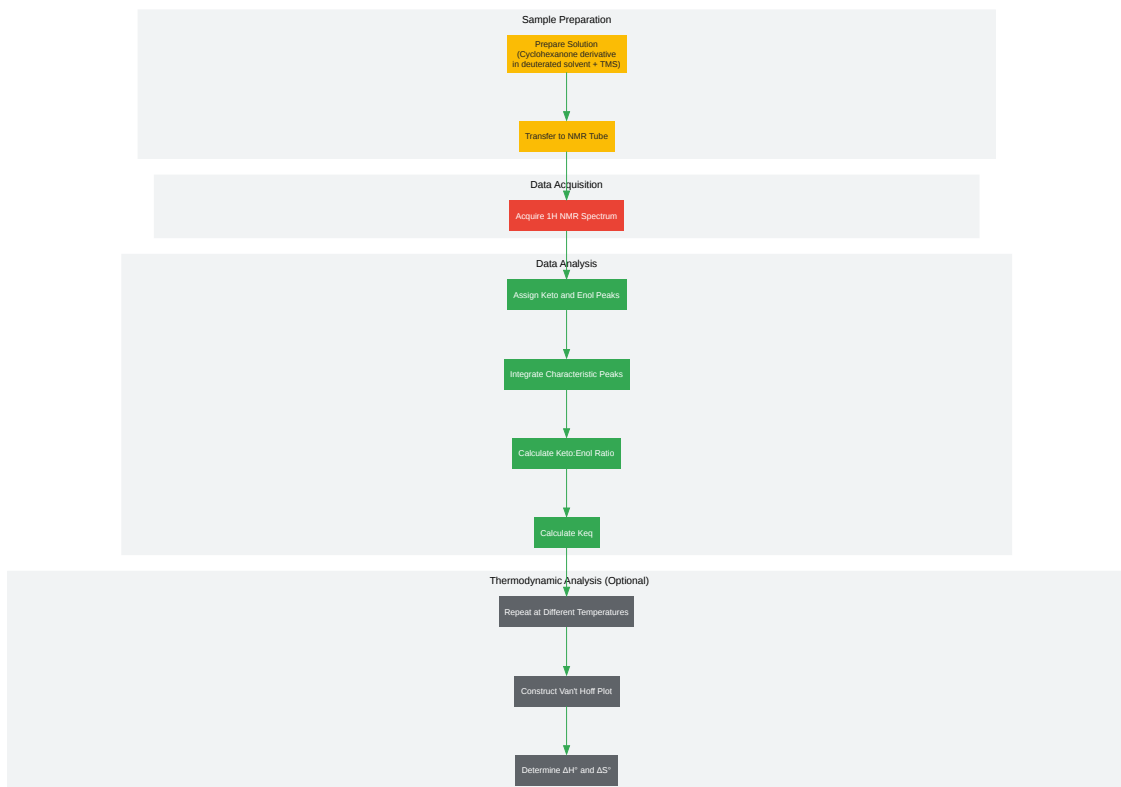 Sample Preparation
Prepare Solution
(Cyclohexanone derivative
in deuterated solvent + TMS)
Transfer to NMR Tube
Data Acquisition
Acquire 1H NMR Spectrum
Data Analysis
Assign Keto and Enol Peaks
Integrate Characteristic Peaks
Calculate Keto:Enol Ratio
Calculate Keq
Thermodynamic Analysis (Optional)
Repeat at Different Temperatures
Construct Van't Hoff Plot
Determine ΔH° and ΔS°